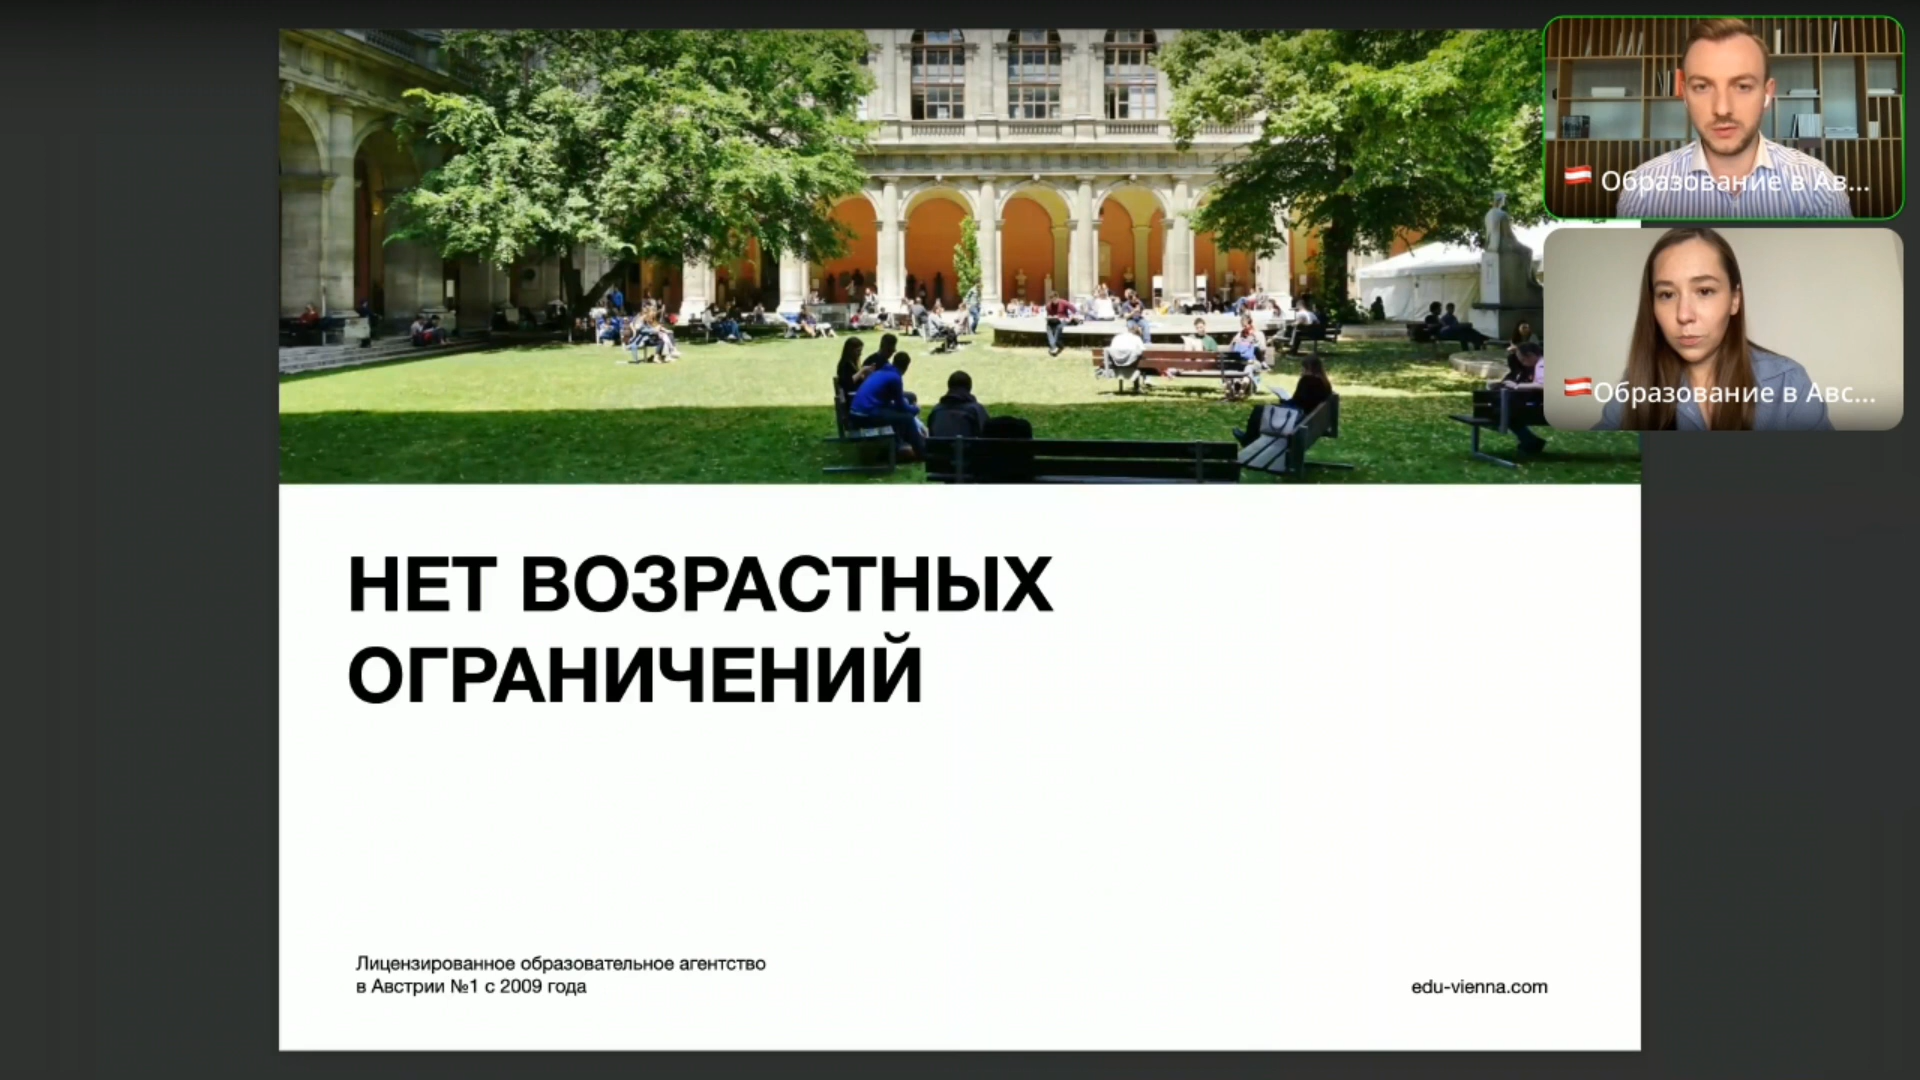 Образование в Ав...
Образование в Авс...
НЕТ ВОЗРАСТНЫХ
ОГРАНИЧЕНИЙ
Лицензированное образовательное агентство
в Австрии №1 с 2009 года
edu-vienna.com